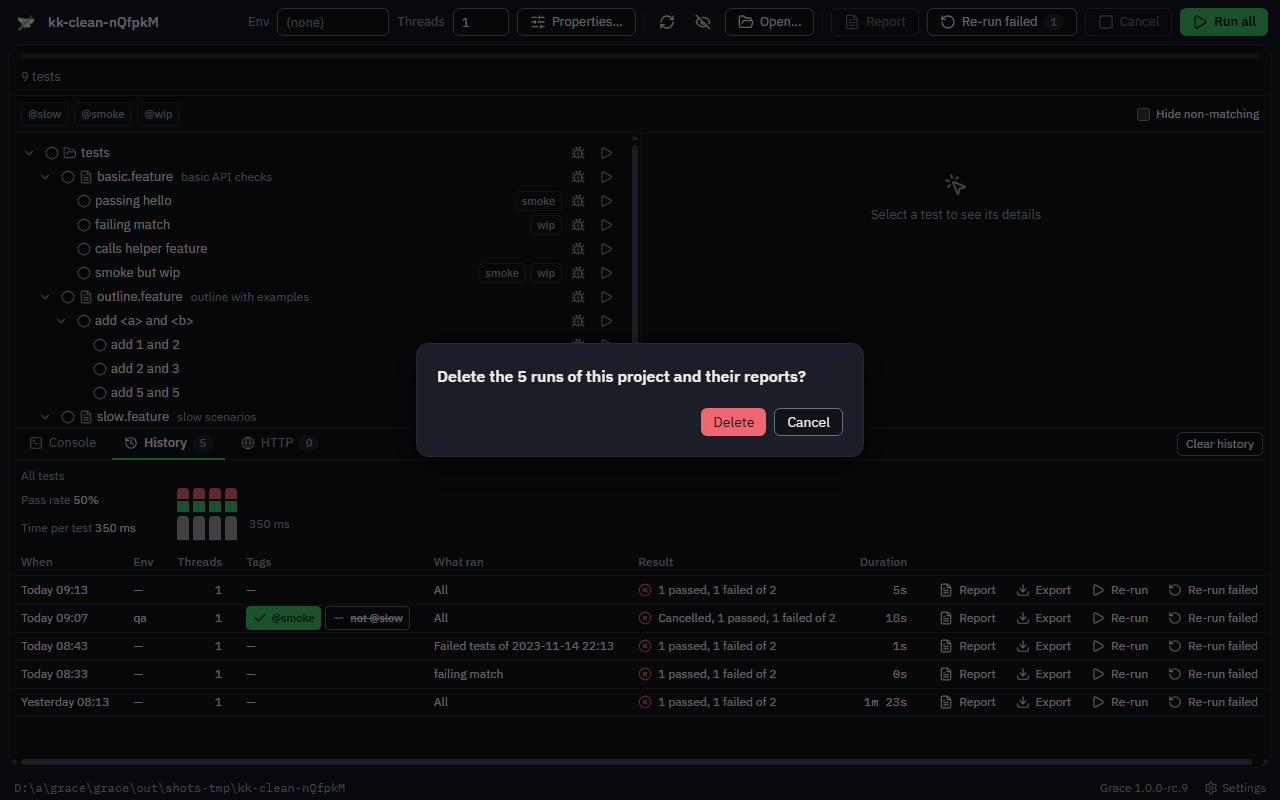 kk-clean-nQfpkM Env (none) Threads 1 Properties... Open... Report Re-run failed 1 Cancel Run all
9 tests
@slow @smoke @wip Hide non-matching
tests
basic.feature basic API checks
passing hello smoke
failing match wip
calls helper feature
smoke but wip smoke wip
outline.feature outline with examples
add <a> and <b>
add 1 and 2
add 2 and 3
add 5 and 5
slow.feature slow scenarios
Select a test to see its details
Delete the 5 runs of this project and their reports?
Delete Cancel
Console History 5 HTTP 0 Clear history
All tests
Pass rate 50%
Time per test 350 ms 350 ms
When Env Threads Tags What ran Result Duration
Today 09:13 — 1 — All 1 passed, 1 failed of 2 5s Report Export Re-run Re-run failed
Today 09:07 qa 1 @smoke not @slow All Cancelled, 1 passed, 1 failed of 2 18s Report Export Re-run Re-run failed
Today 08:43 — 1 — Failed tests of 2023-11-14 22:13 1 passed, 1 failed of 2 1s Report Export Re-run Re-run failed
Today 08:33 — 1 — failing match 1 passed, 1 failed of 2 0s Report Export Re-run Re-run failed
Yesterday 08:13 — 1 — All 1 passed, 1 failed of 2 1m 23s Report Export Re-run Re-run failed
D:\a\grace\grace\out\shots-tmp\kk-clean-nQfpkM Grace 1.0.0-rc.9 Settings